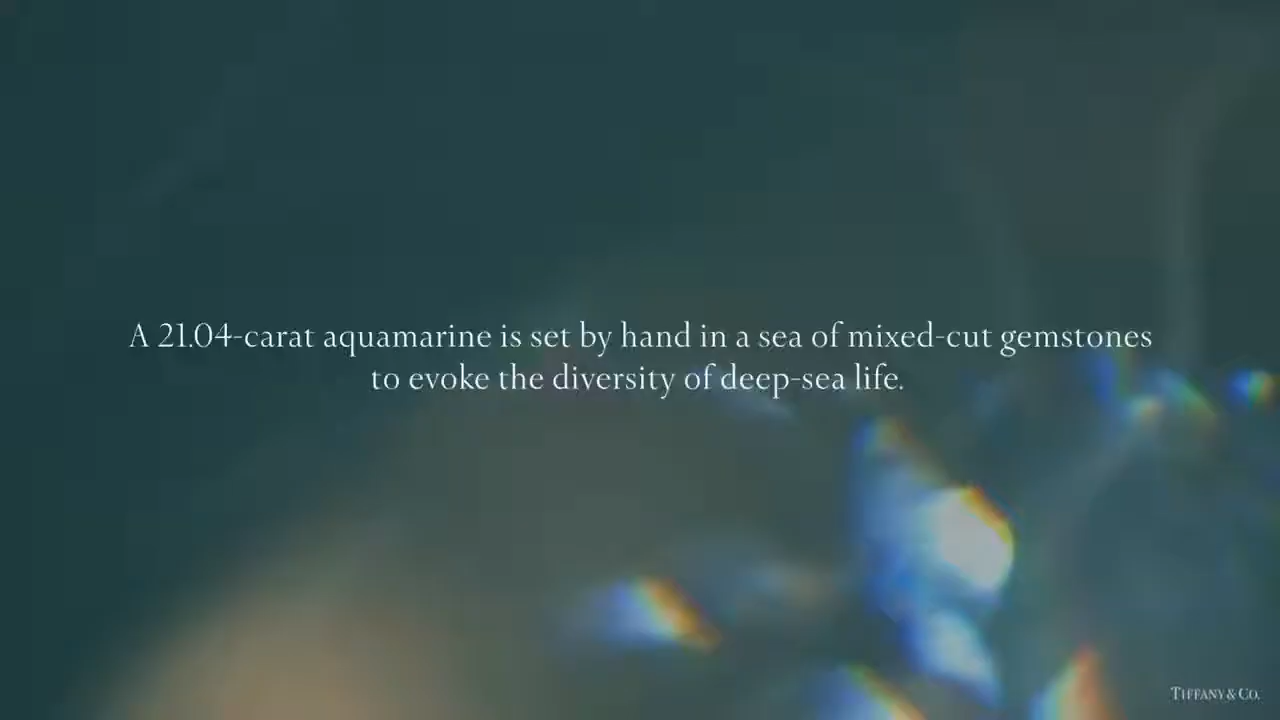 A 21.04-carat aquamarine is set by hand in a sea of mixed-cut gemstones
to evoke the diversity of deep-sea life.
TIFFANY & CO.